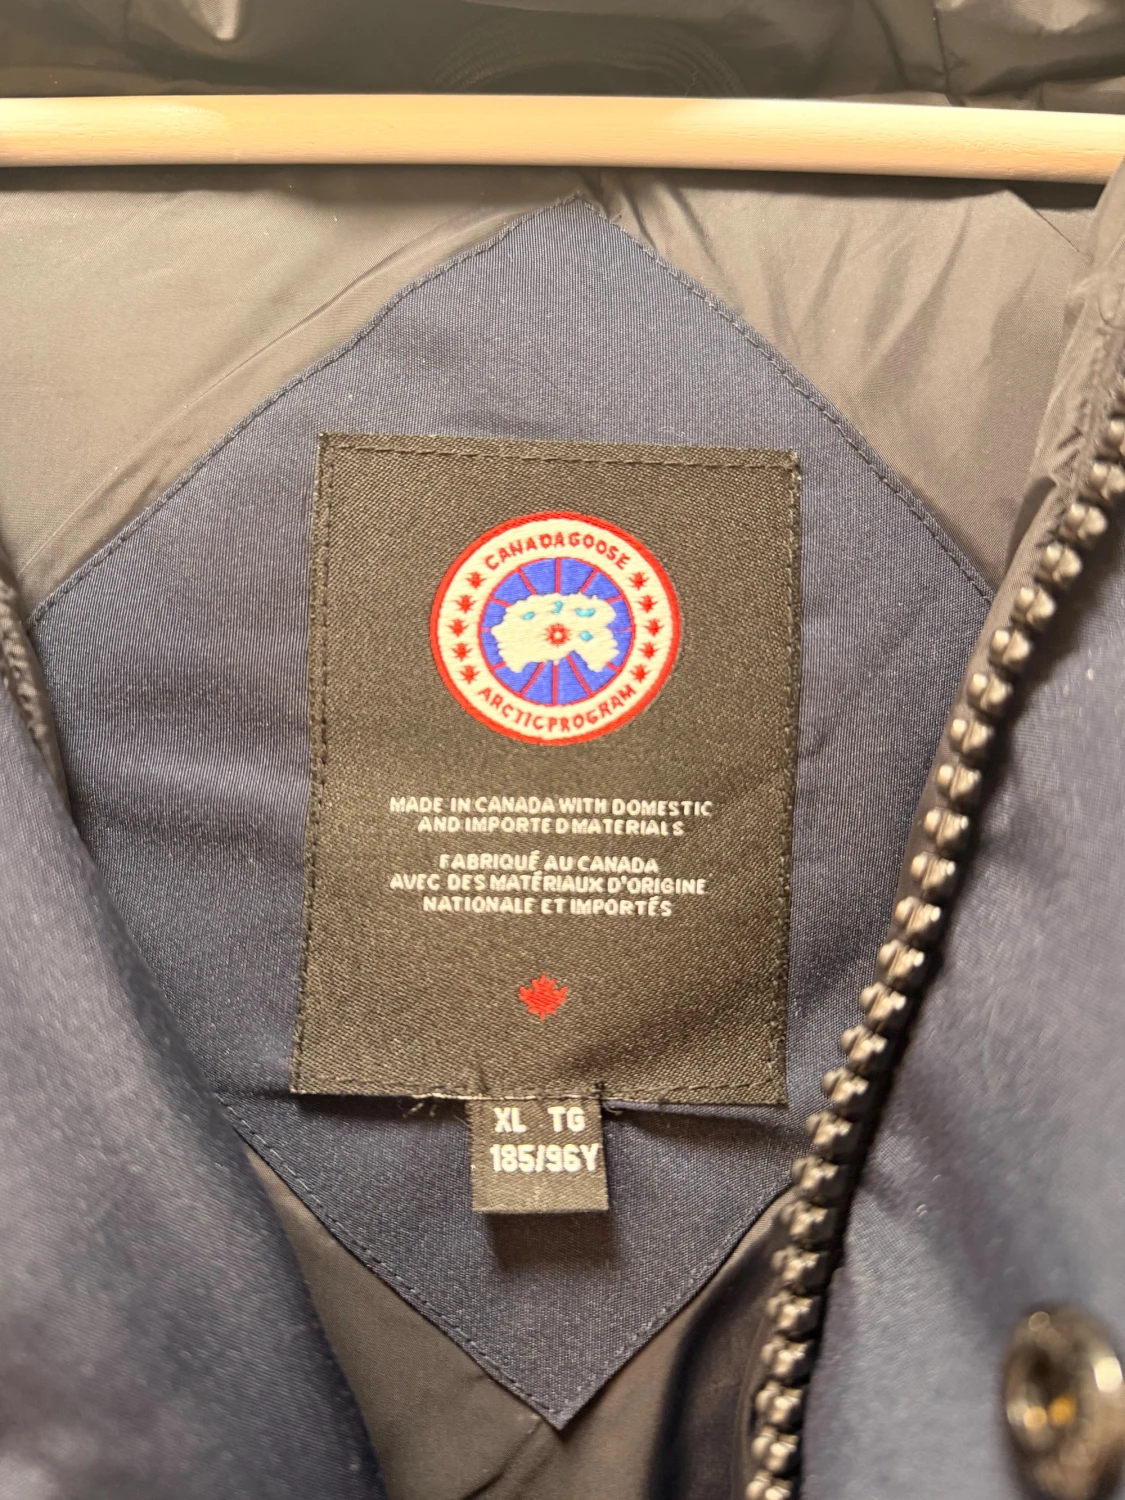 CANADA GOOSE
ARCTIC PROGRAM
MADE IN CANADA WITH DOMESTIC
AND IMPORTED MATERIALS
FABRIQUÉ AU CANADA
AVEC DES MATÉRIAUX D'ORIGINE
NATIONALE ET IMPORTÉS
XL TG
185/96Y